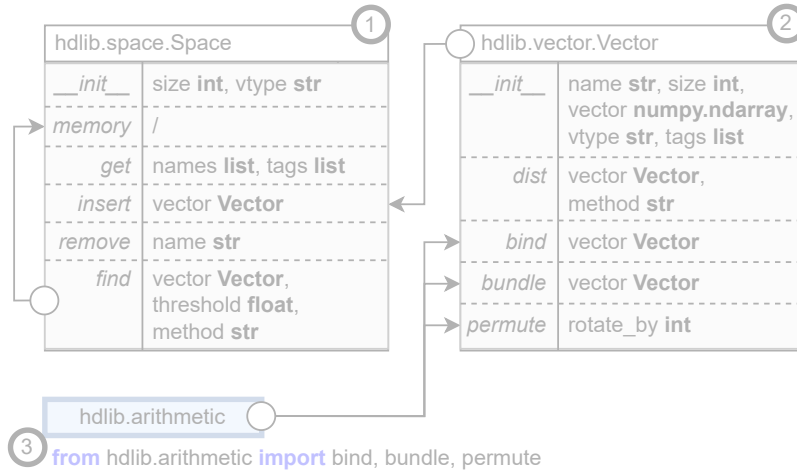 1
hdlib.space.Space
__init__ size int, vtype str
memory /
get names list, tags list
insert vector Vector
remove name str
find vector Vector,
threshold float,
method str
2
hdlib.vector.Vector
__init__ name str, size int,
vector numpy.ndarray,
vtype str, tags list
dist vector Vector,
method str
bind vector Vector
bundle vector Vector
permute rotate_by int
hdlib.arithmetic
3
from hdlib.arithmetic import bind, bundle, permute